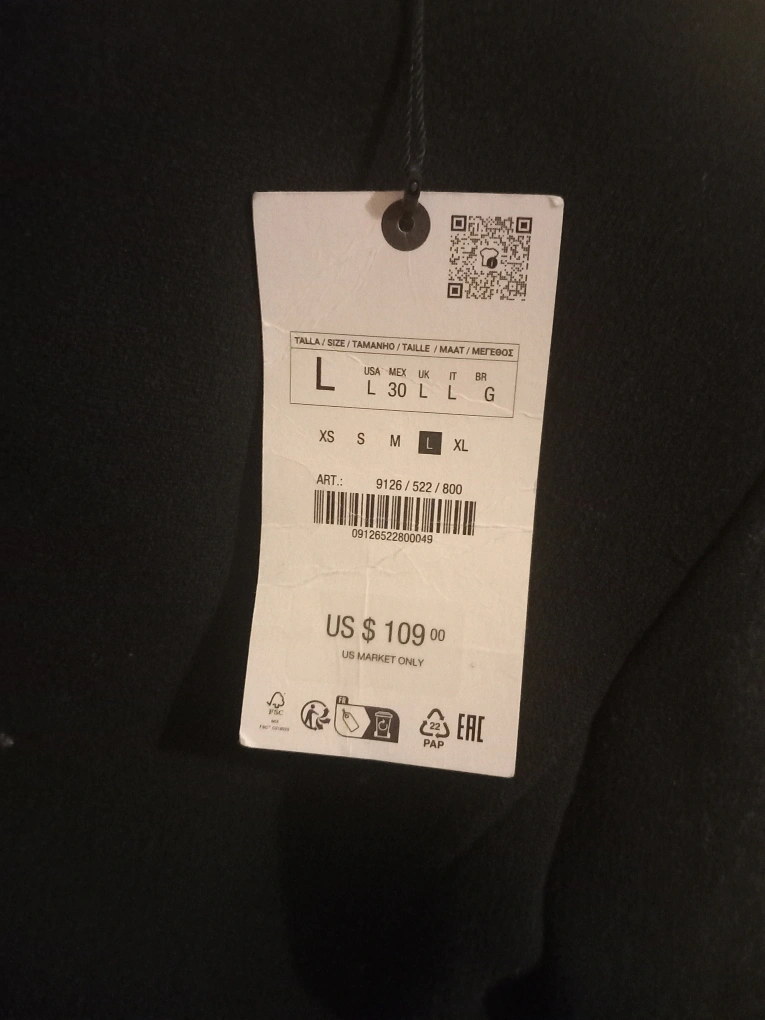 TALLA / SIZE / TAMANHO / TAILLE / MAAT / ΜΕΓΕΘΟΣ
L
USA MEX UK IT BR
L 30 L L G
XS S M L XL
ART.: 9126 / 522 / 800
09126522800049
US $ 109 00
US MARKET ONLY
FR
FSC
22
PAP
EAC